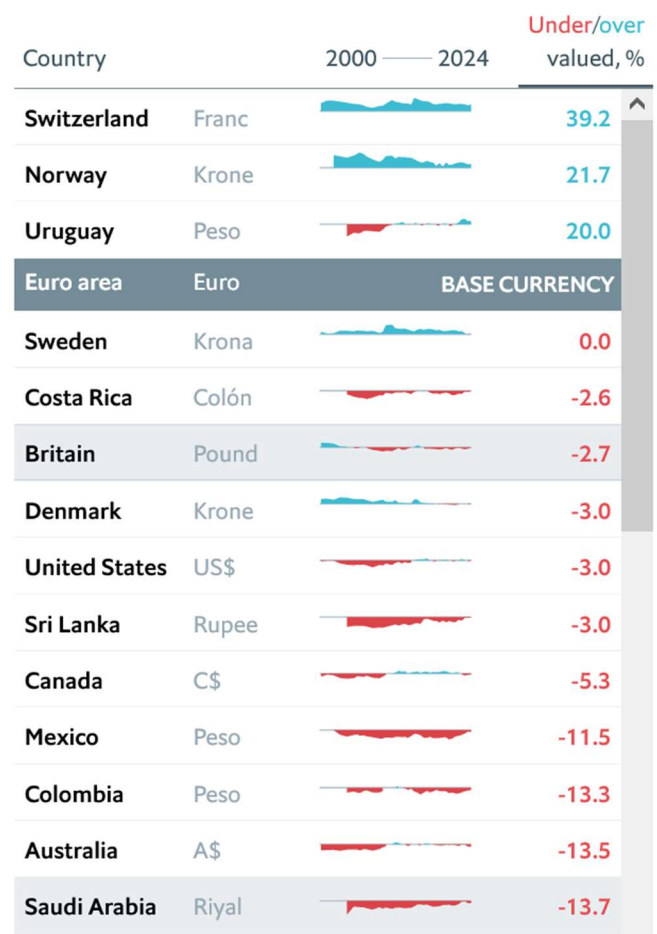 Under/over
Country 2000 2024 valued, %
Switzerland Franc 39.2
Norway Krone 21.7
Uruguay Peso 20.0
Euro area Euro BASE CURRENCY
Sweden Krona 0.0
Costa Rica Colón -2.6
Britain Pound -2.7
Denmark Krone -3.0
United States US$ -3.0
Sri Lanka Rupee -3.0
Canada C$ -5.3
Mexico Peso -11.5
Colombia Peso -13.3
Australia A$ -13.5
Saudi Arabia Riyal -13.7